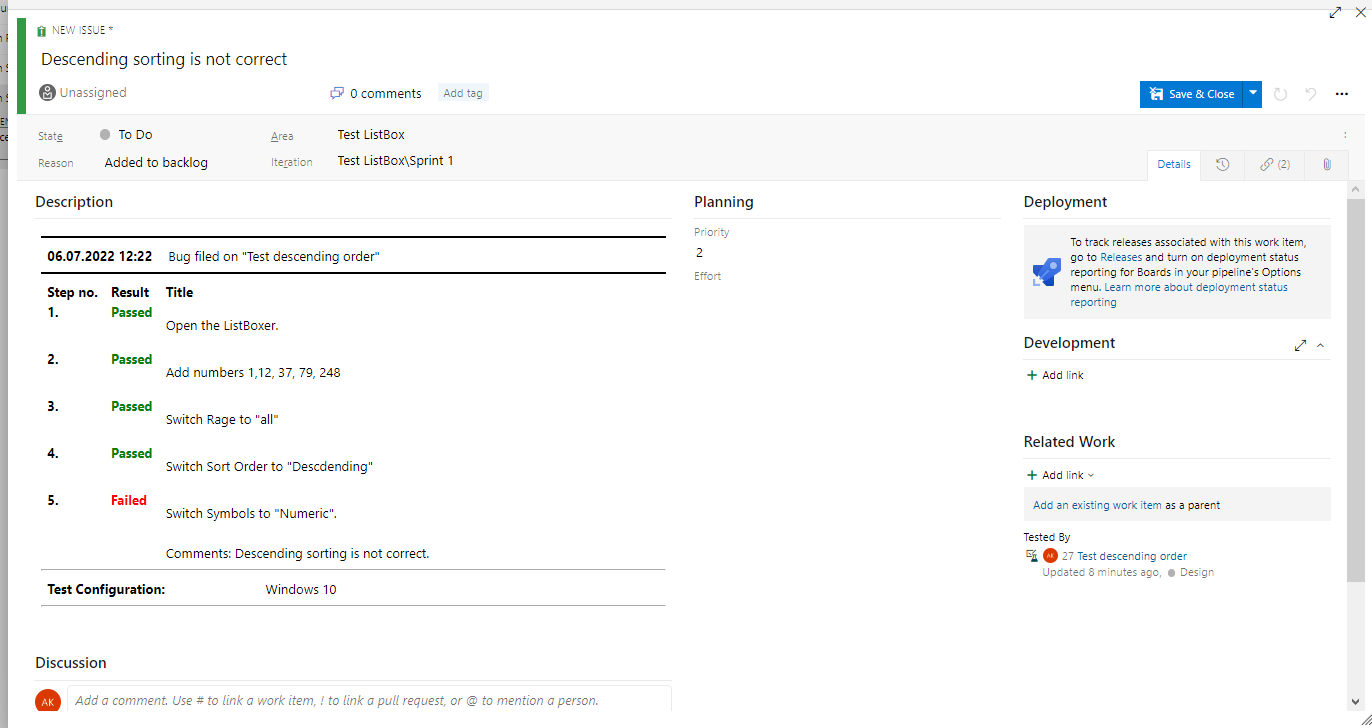 NEW ISSUE *
Descending sorting is not correct
Unassigned
0 comments
Add tag
Save & Close
State
To Do
Area
Test ListBox
Reason
Added to backlog
Iteration
Test ListBox\Sprint 1
Details
(2)
Description
06.07.2022 12:22 Bug filed on "Test descending order"
Step no. Result Title
1. Passed
Open the ListBoxer.
2. Passed
Add numbers 1,12, 37, 79, 248
3. Passed
Switch Rage to "all"
4. Passed
Switch Sort Order to "Descdending"
5. Failed
Switch Symbols to "Numeric".
Comments: Descending sorting is not correct.
Test Configuration: Windows 10
Discussion
AK
Add a comment. Use # to link a work item, ! to link a pull request, or @ to mention a person.
Planning
Priority
2
Effort
Deployment
To track releases associated with this work item,
go to Releases and turn on deployment status
reporting for Boards in your pipeline's Options
menu. Learn more about deployment status
reporting
Development
Add link
Related Work
Add link
Add an existing work item as a parent
Tested By
AK 27 Test descending order
Updated 8 minutes ago, Design